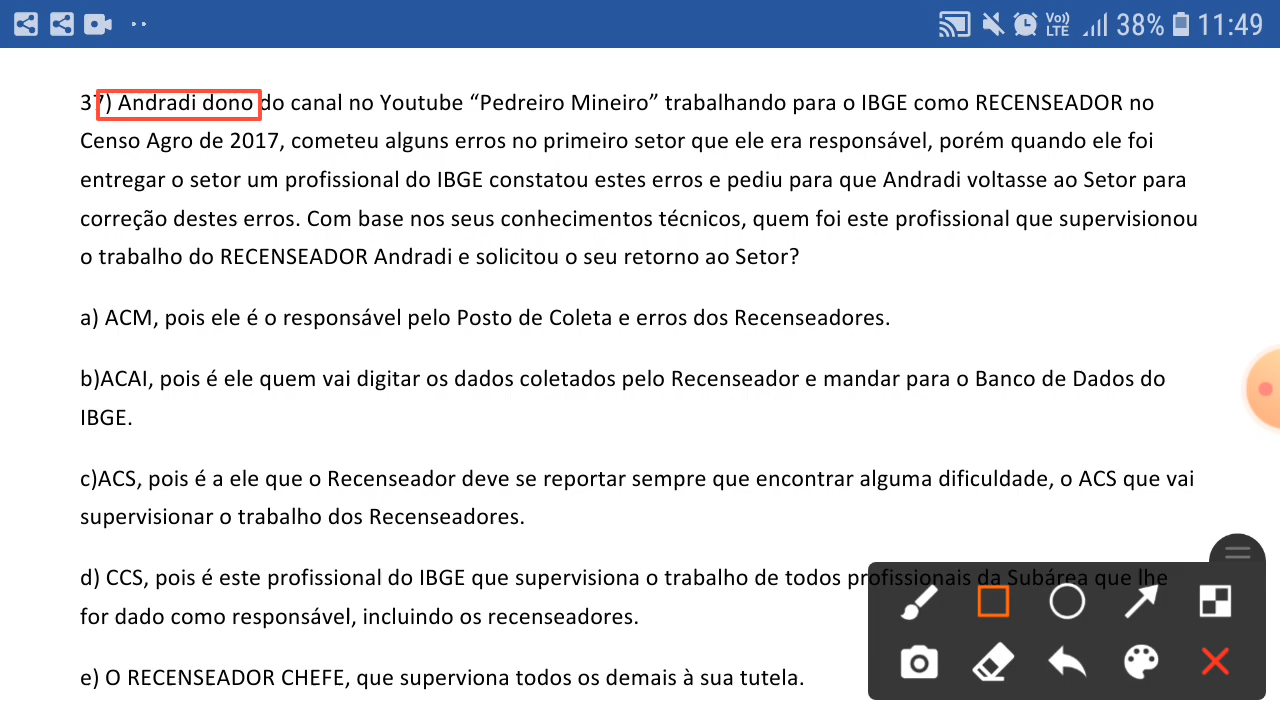 Vo))
LTE 38% 11:49
37) Andradi dono do canal no Youtube “Pedreiro Mineiro” trabalhando para o IBGE como RECENSEADOR no
Censo Agro de 2017, cometeu alguns erros no primeiro setor que ele era responsável, porém quando ele foi
entregar o setor um profissional do IBGE constatou estes erros e pediu para que Andradi voltasse ao Setor para
correção destes erros. Com base nos seus conhecimentos técnicos, quem foi este profissional que supervisionou
o trabalho do RECENSEADOR Andradi e solicitou o seu retorno ao Setor?
a) ACM, pois ele é o responsável pelo Posto de Coleta e erros dos Recenseadores.
b)ACAI, pois é ele quem vai digitar os dados coletados pelo Recenseador e mandar para o Banco de Dados do
IBGE.
c)ACS, pois é a ele que o Recenseador deve se reportar sempre que encontrar alguma dificuldade, o ACS que vai
supervisionar o trabalho dos Recenseadores.
d) CCS, pois é este profissional do IBGE que supervisiona o trabalho de todos profissionais da Subárea que lhe
for dado como responsável, incluindo os recenseadores.
e) O RECENSEADOR CHEFE, que superviona todos os demais à sua tutela.